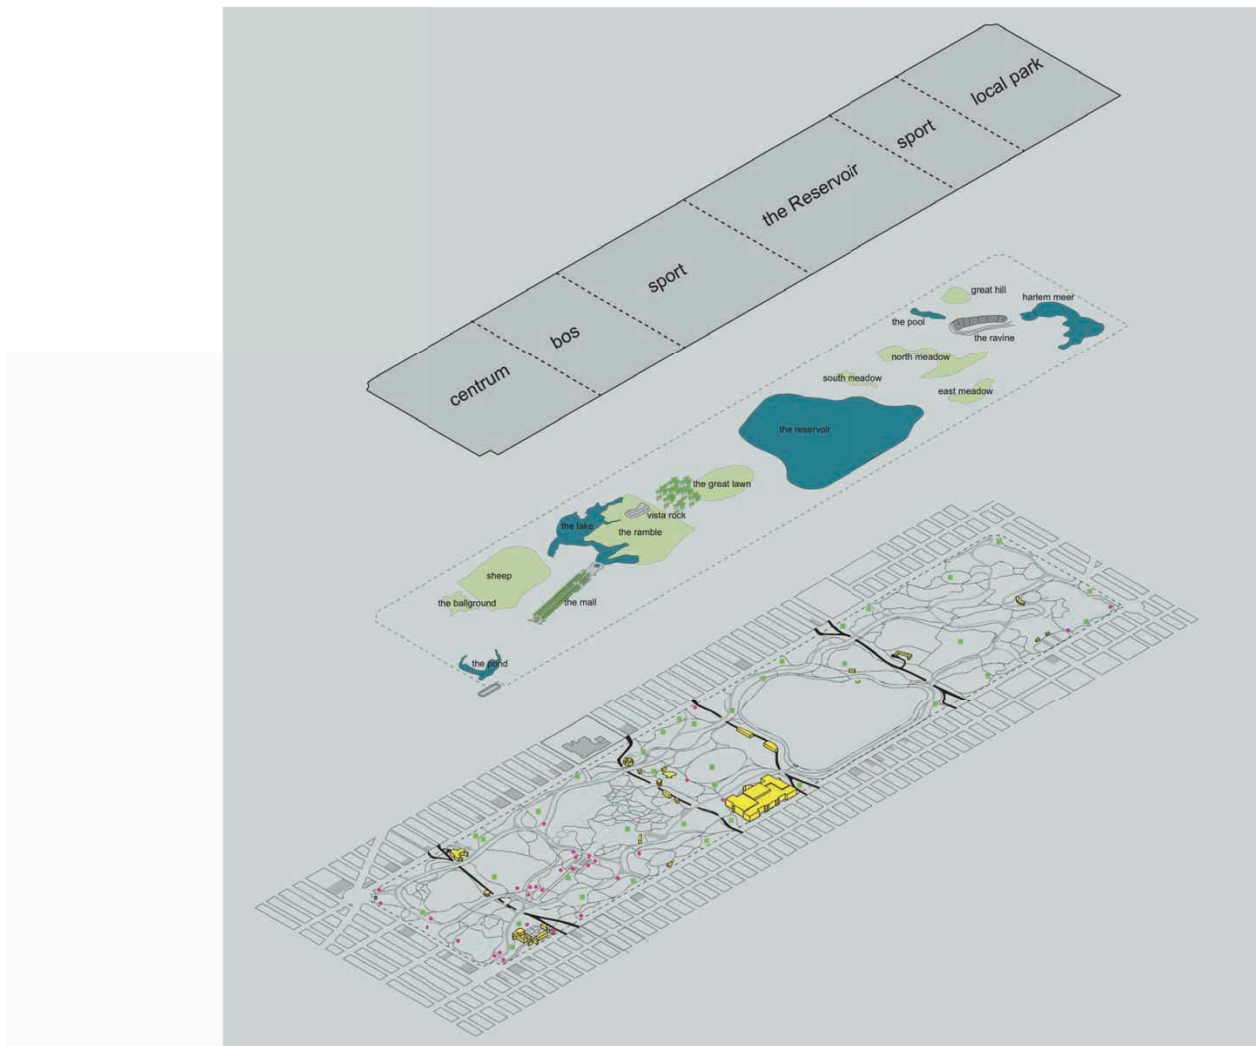 local park
sport
the Reservoir
sport
bos
centrum
great hill
harlem meer
the pool
the ravine
north meadow
south meadow
east meadow
the reservoir
the great lawn
vista rock
the lake
the ramble
sheep
the ballground
the mall
the pond